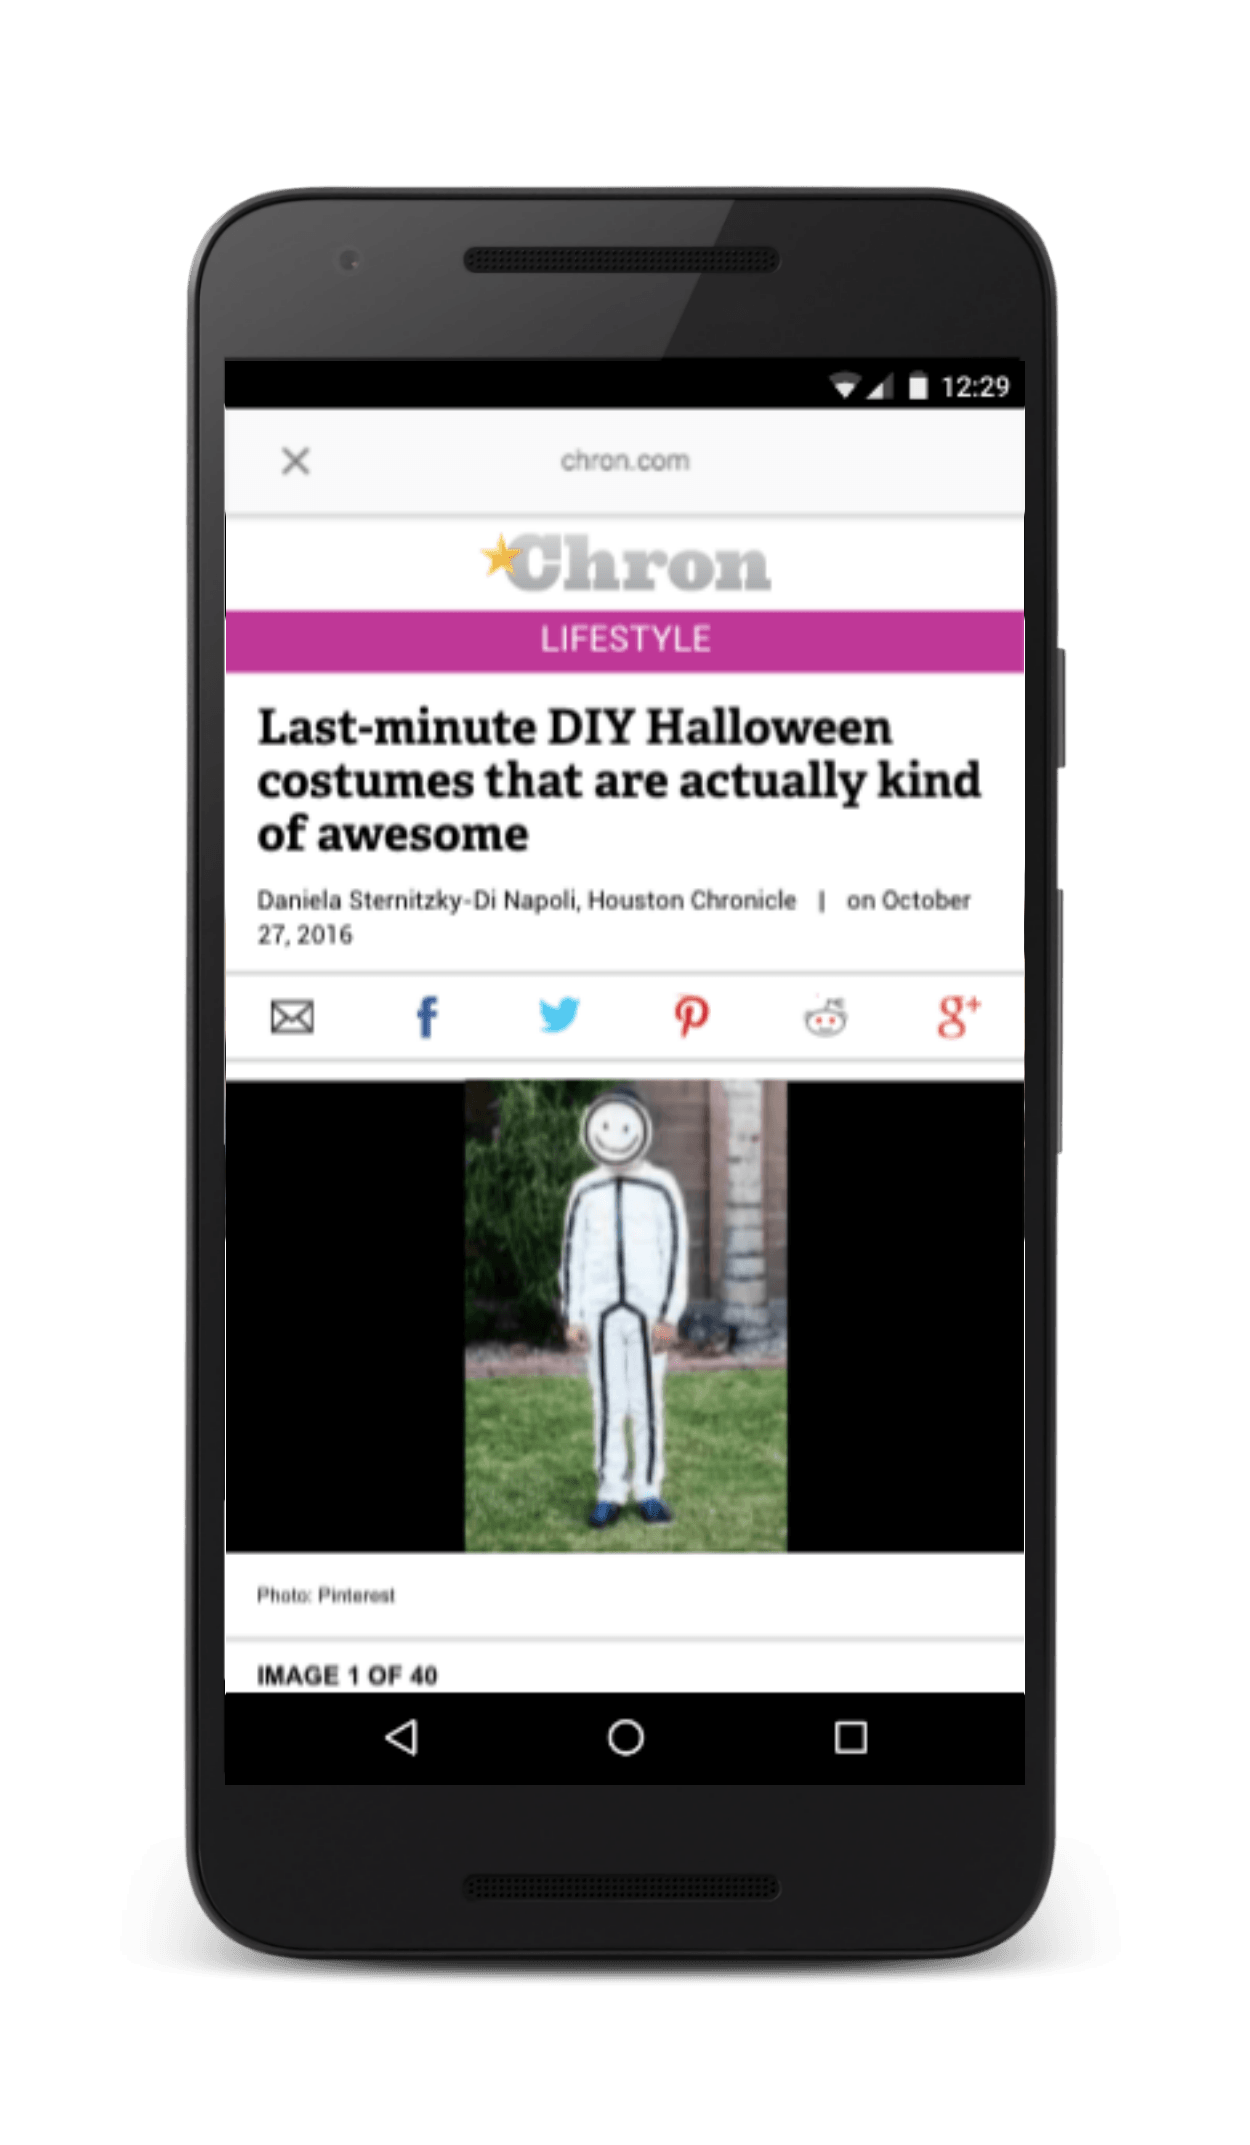 12:29
chron.com
Chron
LIFESTYLE
Last-minute DIY Halloween
costumes that are actually kind
of awesome
Daniela Sternitzky-Di Napoli, Houston Chronicle | on October
27, 2016
f g+
Photo: Pinterest
IMAGE 1 OF 40